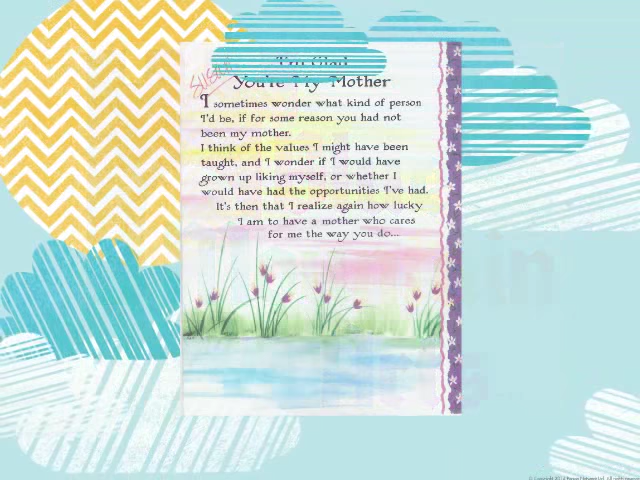 I'm Glad
You're My Mother
I sometimes wonder what kind of person
I'd be, if for some reason you had not
been my mother.
I think of the values I might have been
taught, and I wonder if I would have
grown up liking myself, or whether I
would have had the opportunities I've had.
It's then that I realize again how lucky
I am to have a mother who cares
for me the way you do...